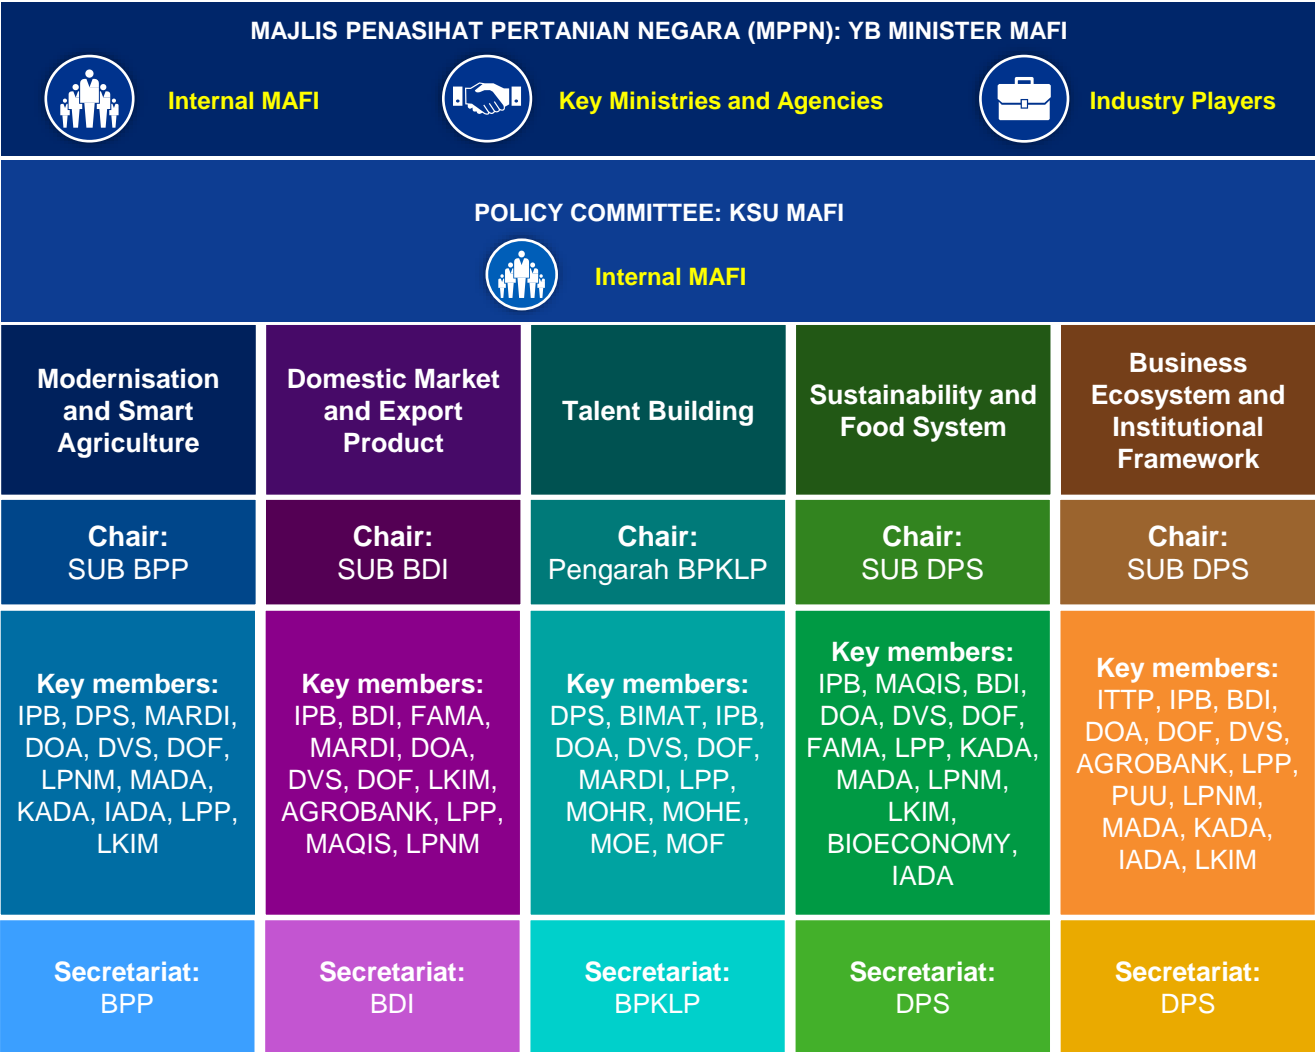 MAJLIS PENASIHAT PERTANIAN NEGARA (MPPN): YB MINISTER MAFI
Internal MAFI
Key Ministries and Agencies
Industry Players
POLICY COMMITTEE: KSU MAFI
Internal MAFI
Modernisation
and Smart
Agriculture
Domestic Market
and Export
Product
Talent Building
Sustainability and
Food System
Business
Ecosystem and
Institutional
Framework
Chair:
SUB BPP
Chair:
SUB BDI
Chair:
Pengarah BPKLP
Chair:
SUB DPS
Chair:
SUB DPS
Key members:
IPB, DPS, MARDI,
DOA, DVS, DOF,
LPNM, MADA,
KADA, IADA, LPP,
LKIM
Key members:
IPB, BDI, FAMA,
MARDI, DOA,
DVS, DOF, LKIM,
AGROBANK, LPP,
MAQIS, LPNM
Key members:
DPS, BIMAT, IPB,
DOA, DVS, DOF,
MARDI, LPP,
MOHR, MOHE,
MOE, MOF
Key members:
IPB, MAQIS, BDI,
DOA, DVS, DOF,
FAMA, LPP, KADA,
MADA, LPNM,
LKIM,
BIOECONOMY,
IADA
Key members:
ITTP, IPB, BDI,
DOA, DOF, DVS,
AGROBANK, LPP,
PUU, LPNM,
MADA, KADA,
IADA, LKIM
Secretariat:
BPP
Secretariat:
BDI
Secretariat:
BPKLP
Secretariat:
DPS
Secretariat:
DPS